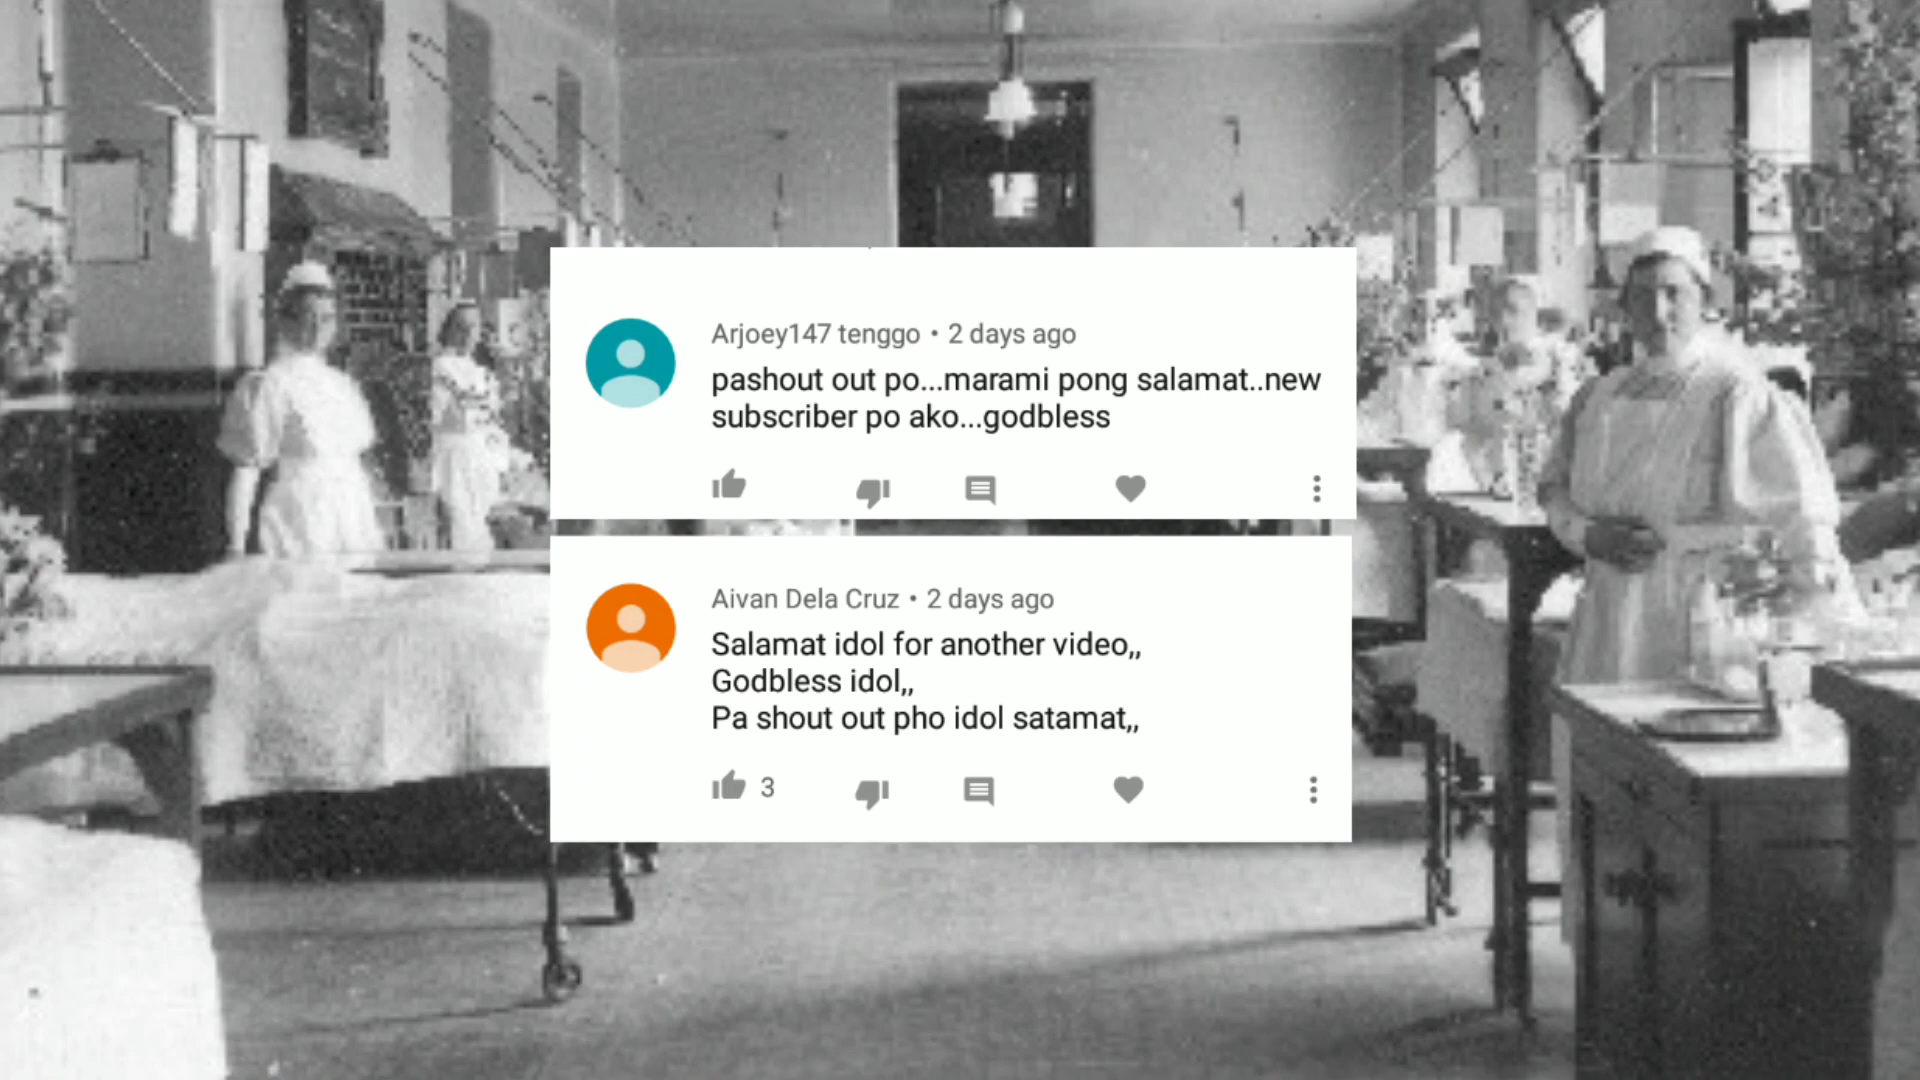 Arjoey147 tenggo • 2 days ago
pashout out po...marami pong salamat..new
subscriber po ako...godbless
Aivan Dela Cruz • 2 days ago
Salamat idol for another video,,
Godbless idol,,
Pa shout out pho idol satamat,,
3